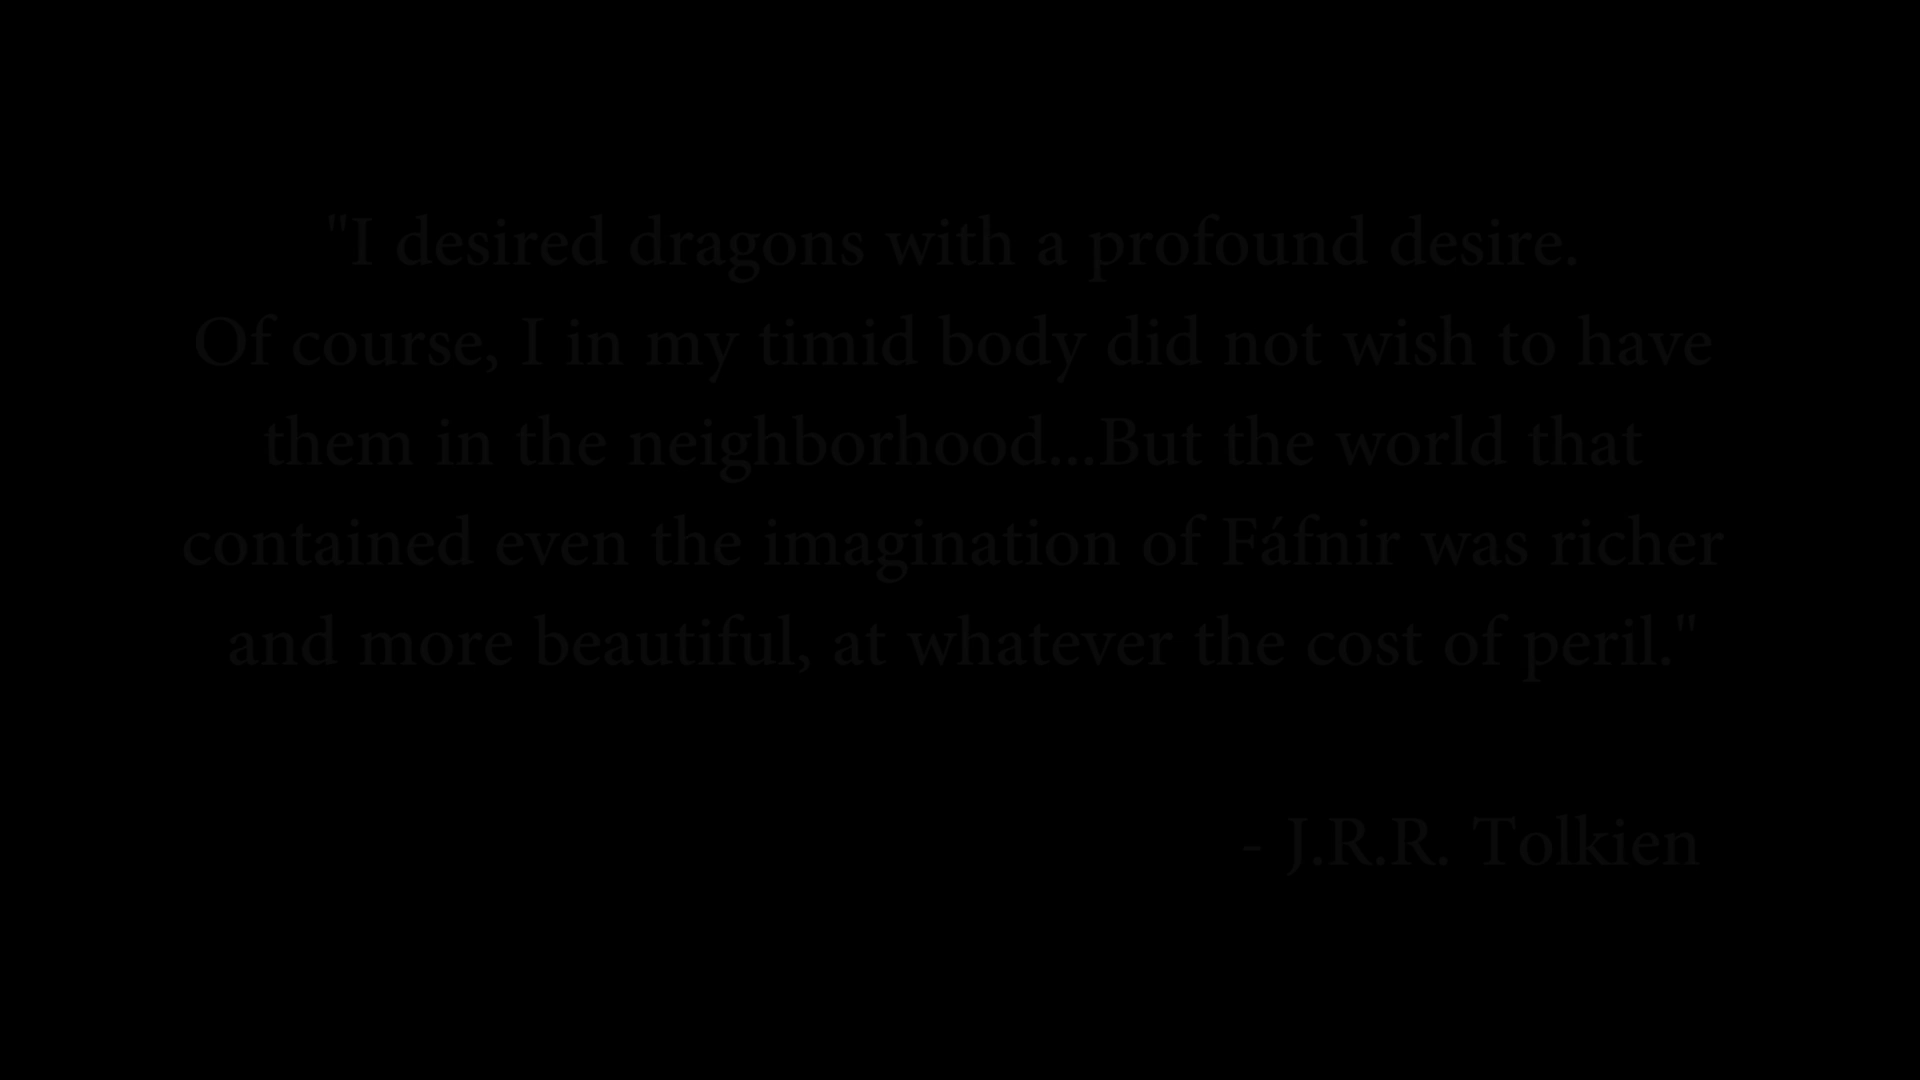 "I desired dragons with a profound desire.
Of course, I in my timid body did not wish to have
them in the neighborhood...But the world that
contained even the imagination of Fáfnir was richer
and more beautiful, at whatever the cost of peril."
- J.R.R. Tolkien